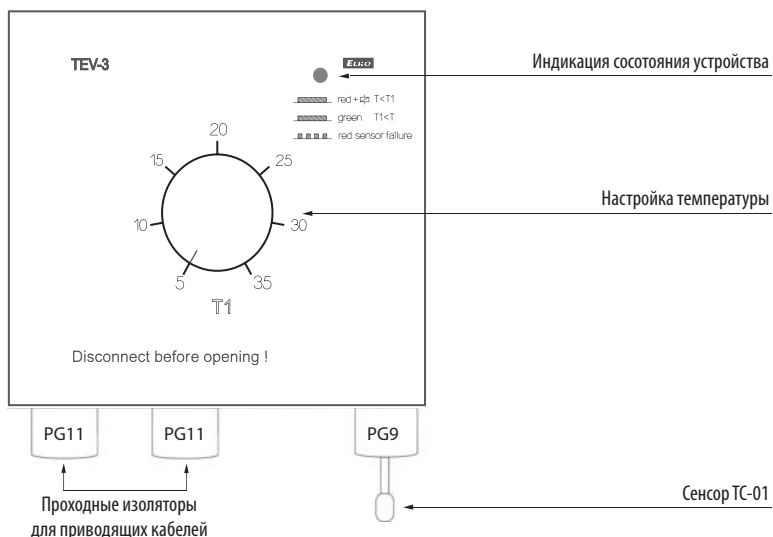 TEV-3
ELKO
Индикация сосотояния устройства
red + T<T1
green T1<T
red sensor failure
20
15
25
10
30
5
35
T1
Настройка температуры
Disconnect before opening !
PG11
PG11
PG9
Проходные изоляторы
для приводящих кабелей
Сенсор TC-01